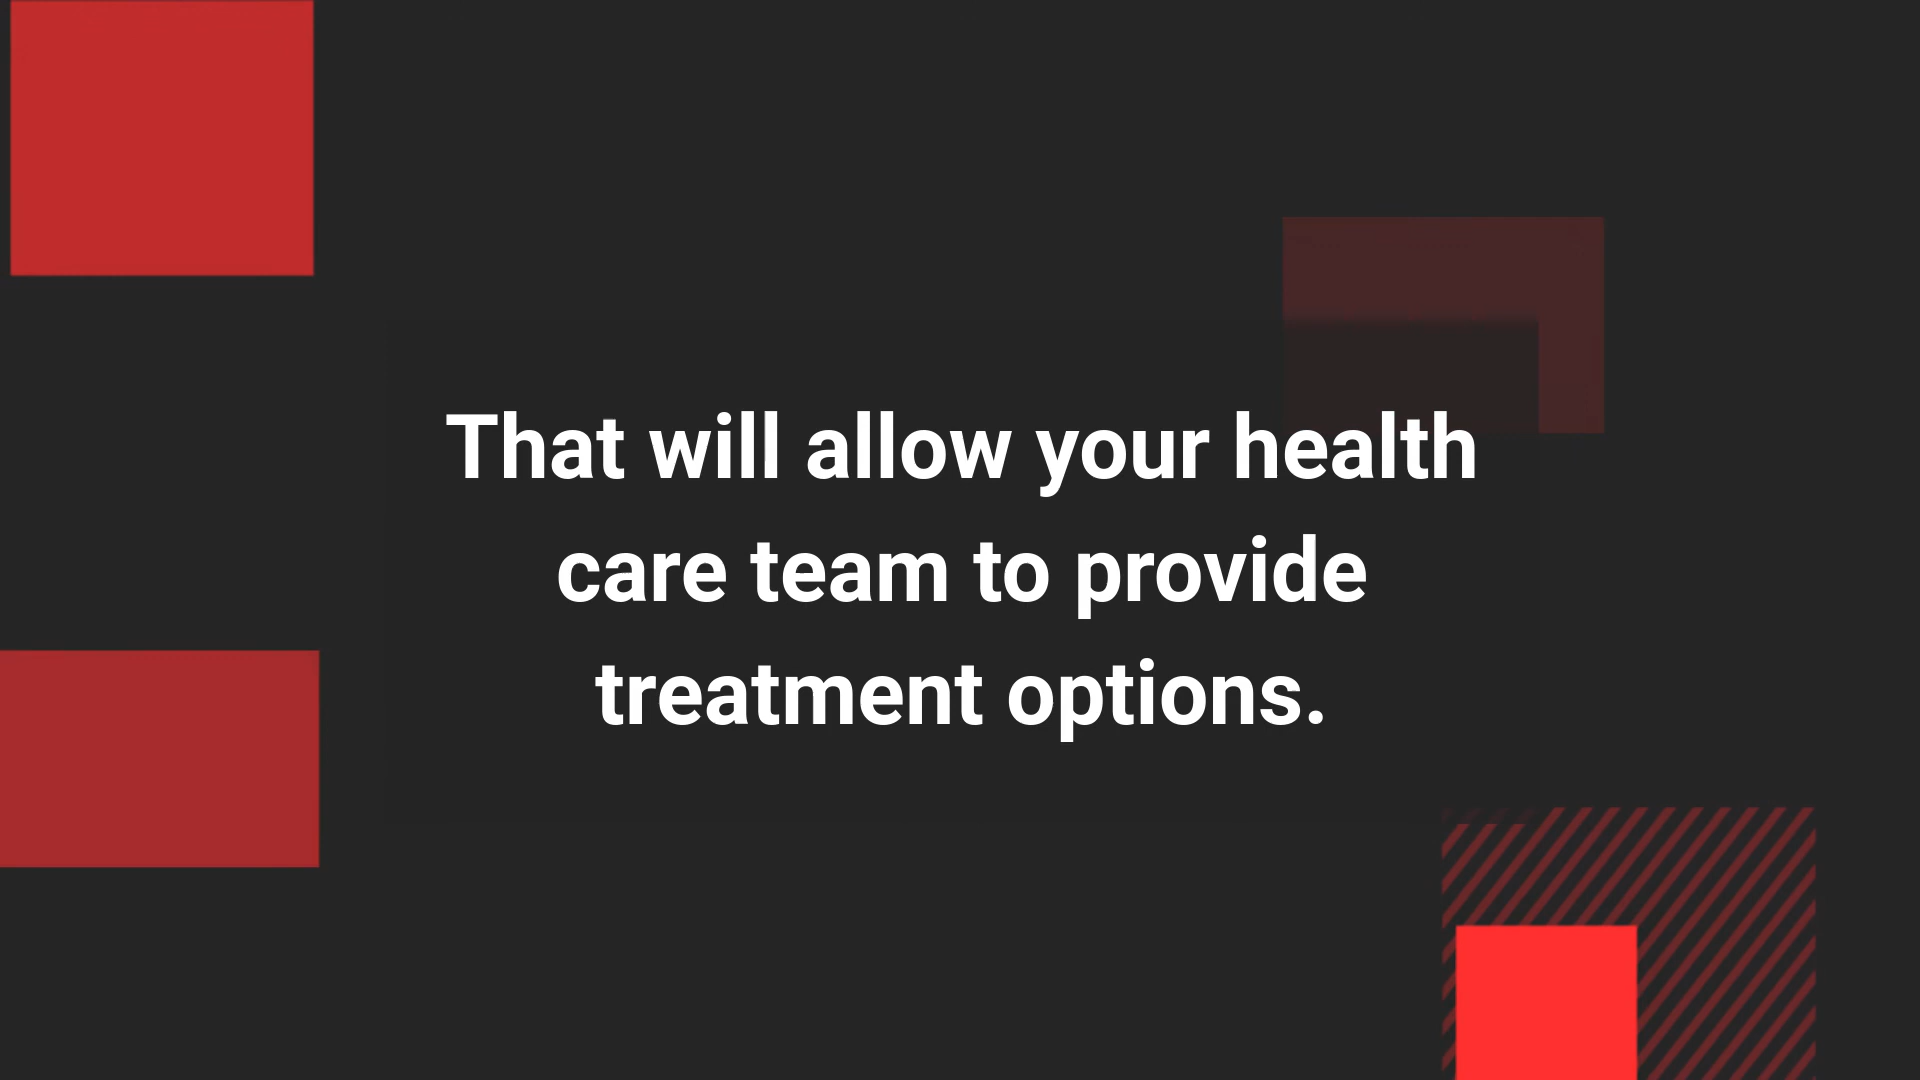 That will allow your health
care team to provide
treatment options.